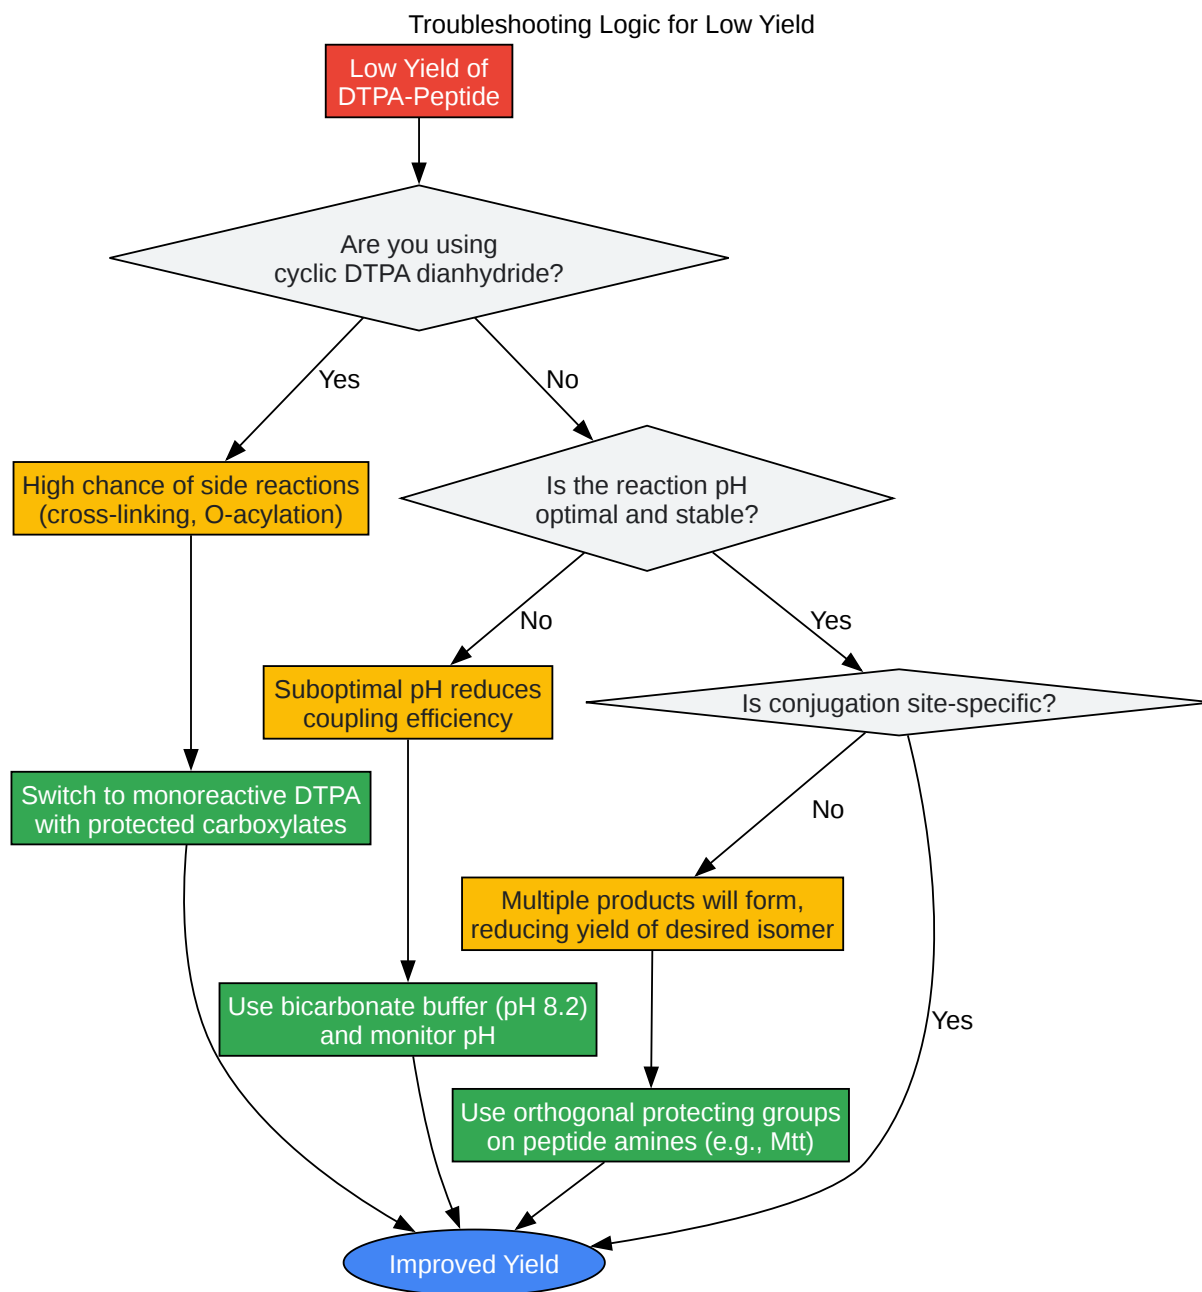 Troubleshooting Logic for Low Yield
Low Yield of
DTPA-Peptide
Are you using
cyclic DTPA dianhydride?
Yes
No
High chance of side reactions
(cross-linking, O-acylation)
Is the reaction pH
optimal and stable?
No
Yes
Suboptimal pH reduces
coupling efficiency
Is conjugation site-specific?
Switch to monoreactive DTPA
with protected carboxylates
No
Multiple products will form,
reducing yield of desired isomer
Use bicarbonate buffer (pH 8.2)
and monitor pH
Yes
Use orthogonal protecting groups
on peptide amines (e.g., Mtt)
Improved Yield